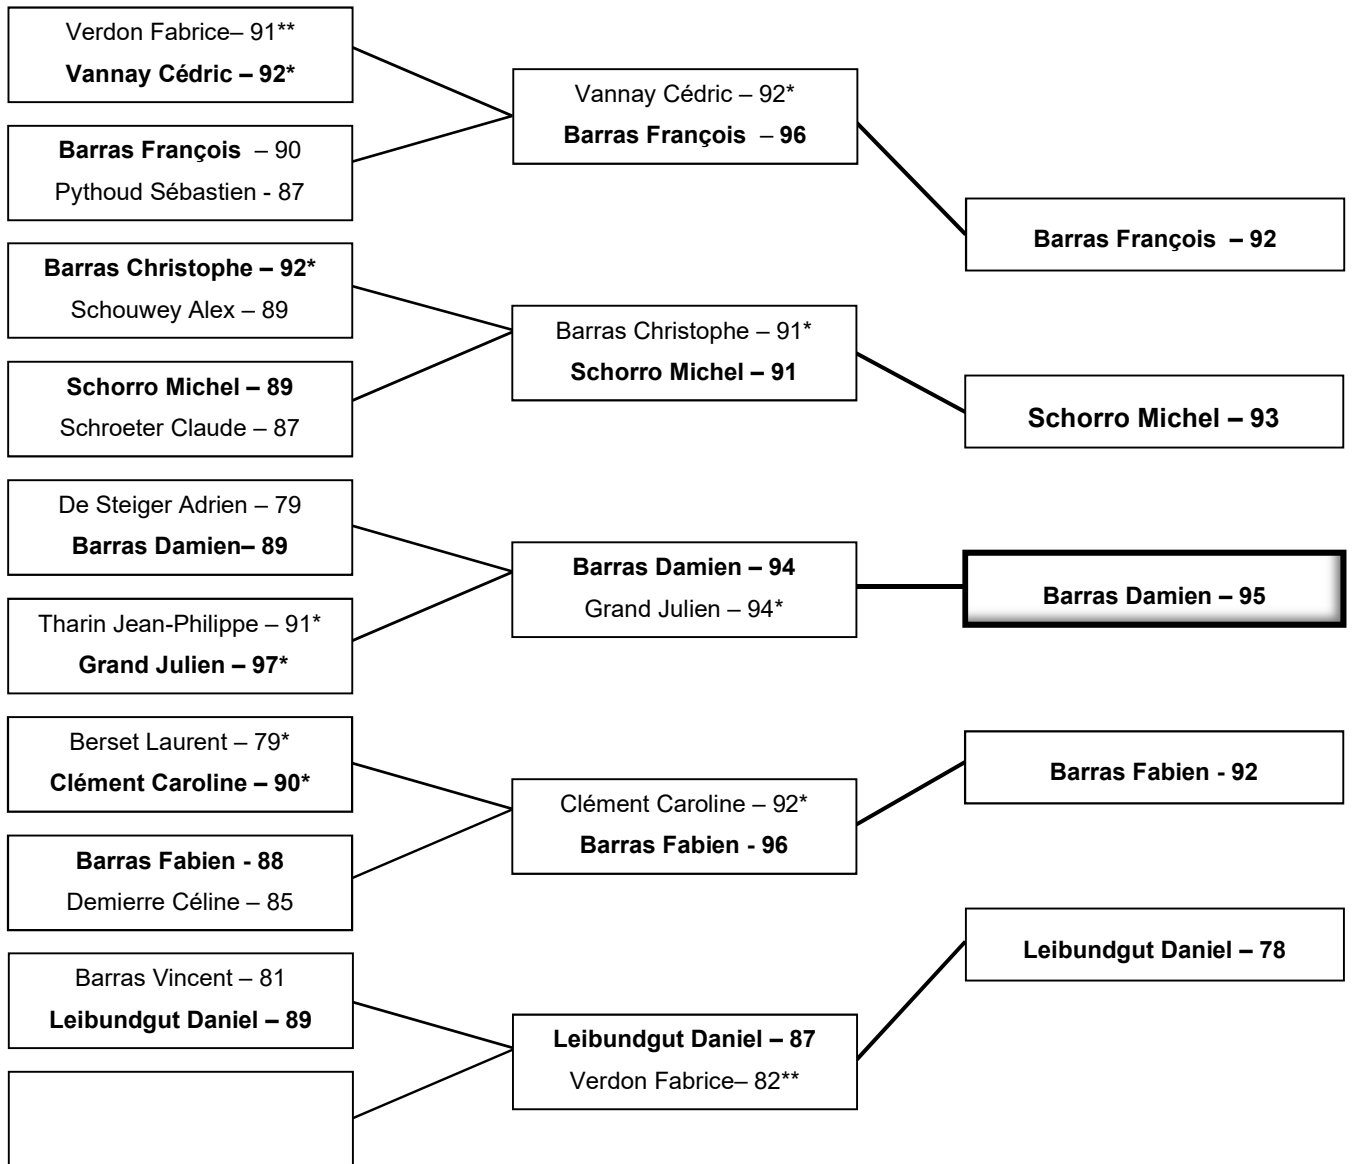 Verdon Fabrice– 91**
Vannay Cédric – 92*
Barras François – 90
Pythoud Sébastien - 87
Barras Christophe – 92*
Schouwey Alex – 89
Schorro Michel – 89
Schroeter Claude – 87
De Steiger Adrien – 79
Barras Damien– 89
Tharin Jean-Philippe – 91*
Grand Julien – 97*
Berset Laurent – 79*
Clément Caroline – 90*
Barras Fabien - 88
Demierre Céline – 85
Barras Vincent – 81
Leibundgut Daniel – 89
Vannay Cédric – 92*
Barras François – 96
Barras Christophe – 91*
Schorro Michel – 91
Barras Damien – 94
Grand Julien – 94*
Clément Caroline – 92*
Barras Fabien - 96
Leibundgut Daniel – 87
Verdon Fabrice– 82**
Barras François – 92
Schorro Michel – 93
Barras Damien – 95
Barras Fabien - 92
Leibundgut Daniel – 78